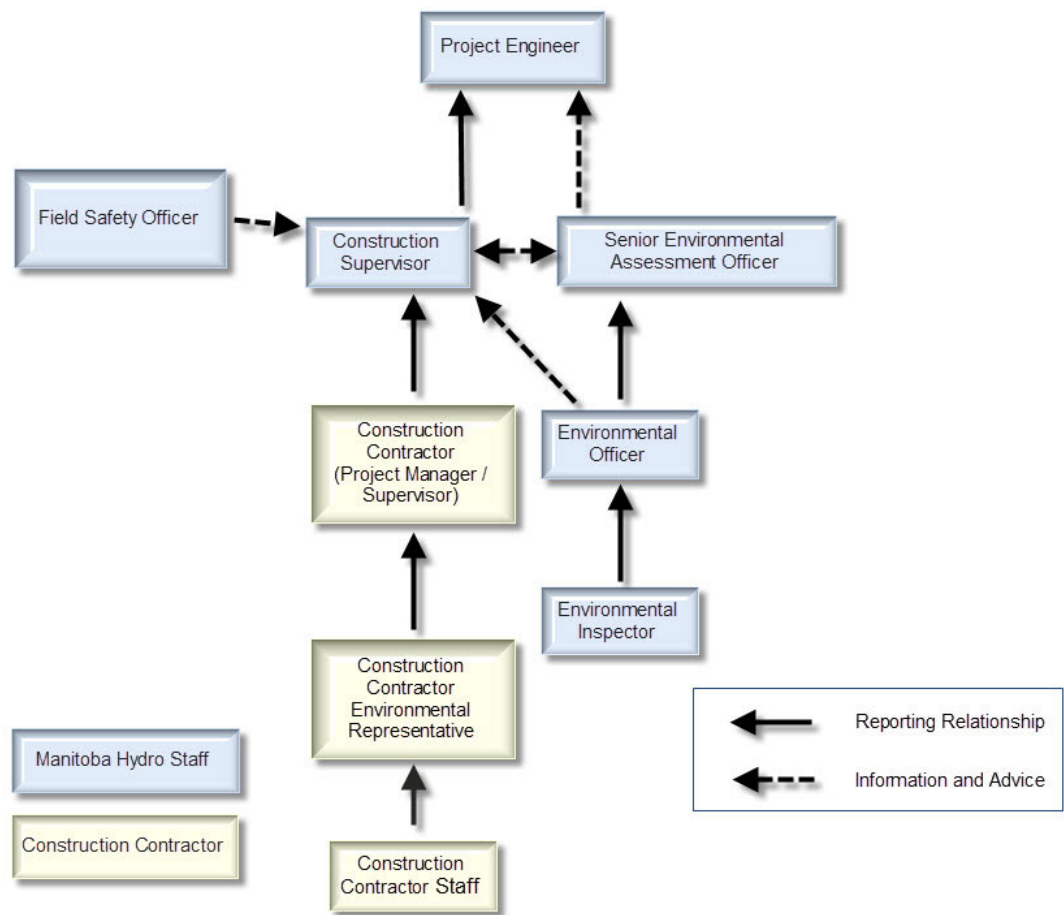 Project Engineer
Field Safety Officer
Construction
Supervisor
Senior Environmental
Assessment Officer
Construction
Contractor
(Project Manager /
Supervisor)
Environmental
Officer
Environmental
Inspector
Construction
Contractor
Environmental
Representative
Reporting Relationship
Information and Advice
Manitoba Hydro Staff
Construction Contractor
Construction
Contractor Staff